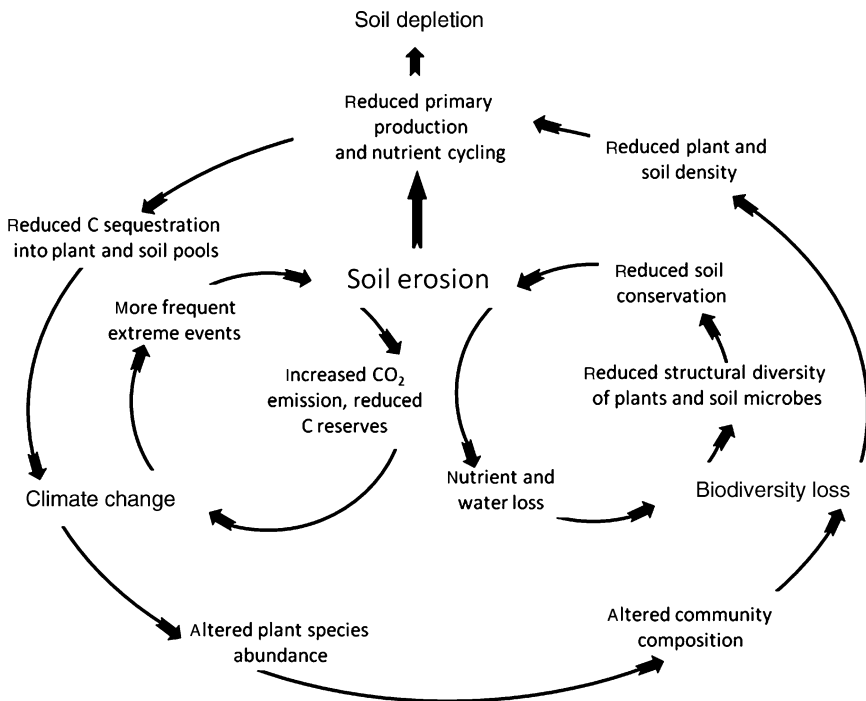 Soil depletion
Reduced primary
production
and nutrient cycling
Reduced plant and
soil density
Reduced C sequestration
into plant and soil pools
Soil erosion
Reduced soil
conservation
More frequent
extreme events
Increased CO₂
emission, reduced
C reserves
Reduced structural diversity
of plants and soil microbes
Climate change
Nutrient and
water loss
Biodiversity loss
Altered plant species
abundance
Altered community
composition